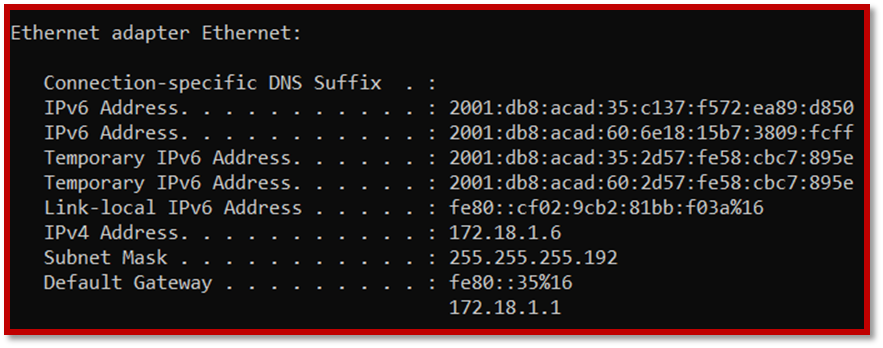 Ethernet adapter Ethernet:
Connection-specific DNS Suffix  . :
IPv6 Address. . . . . . . . . . . : 2001:db8:acad:35:c137:f572:ea89:d850
IPv6 Address. . . . . . . . . . . : 2001:db8:acad:60:6e18:15b7:3809:fcff
Temporary IPv6 Address. . . . . . : 2001:db8:acad:35:2d57:fe58:cbc7:895e
Temporary IPv6 Address. . . . . . : 2001:db8:acad:60:2d57:fe58:cbc7:895e
Link-local IPv6 Address . . . . . : fe80::cf02:9cb2:81bb:f03a%16
IPv4 Address. . . . . . . . . . . : 172.18.1.6
Subnet Mask . . . . . . . . . . . : 255.255.255.192
Default Gateway . . . . . . . . . : fe80::35%16
172.18.1.1